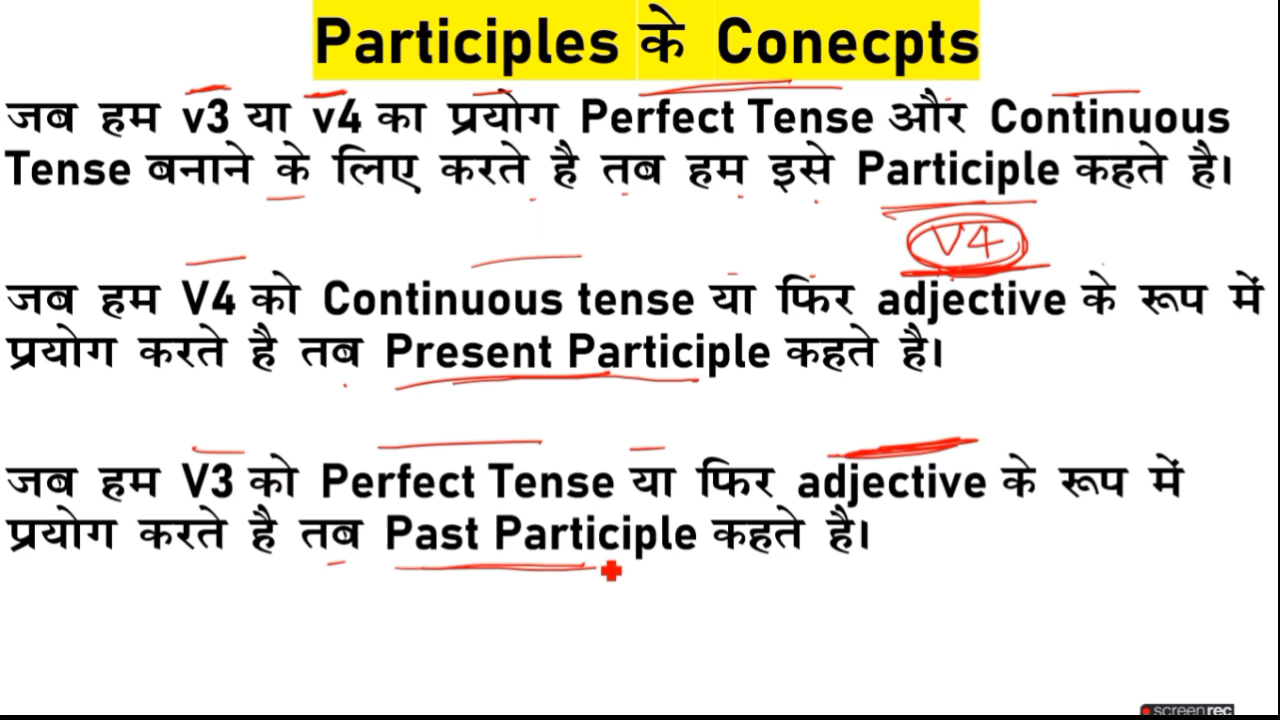 Participles के Conecpts
जब हम v3 या v4 का प्रयोग Perfect Tense और Continuous
Tense बनाने के लिए करते है तब हम इसे Participle कहते है।
V4
जब हम V4 को Continuous tense या फिर adjective के रूप में
प्रयोग करते है तब Present Participle कहते है।
जब हम V3 को Perfect Tense या फिर adjective के रूप में
प्रयोग करते है तब Past Participle कहते है।
screenrec